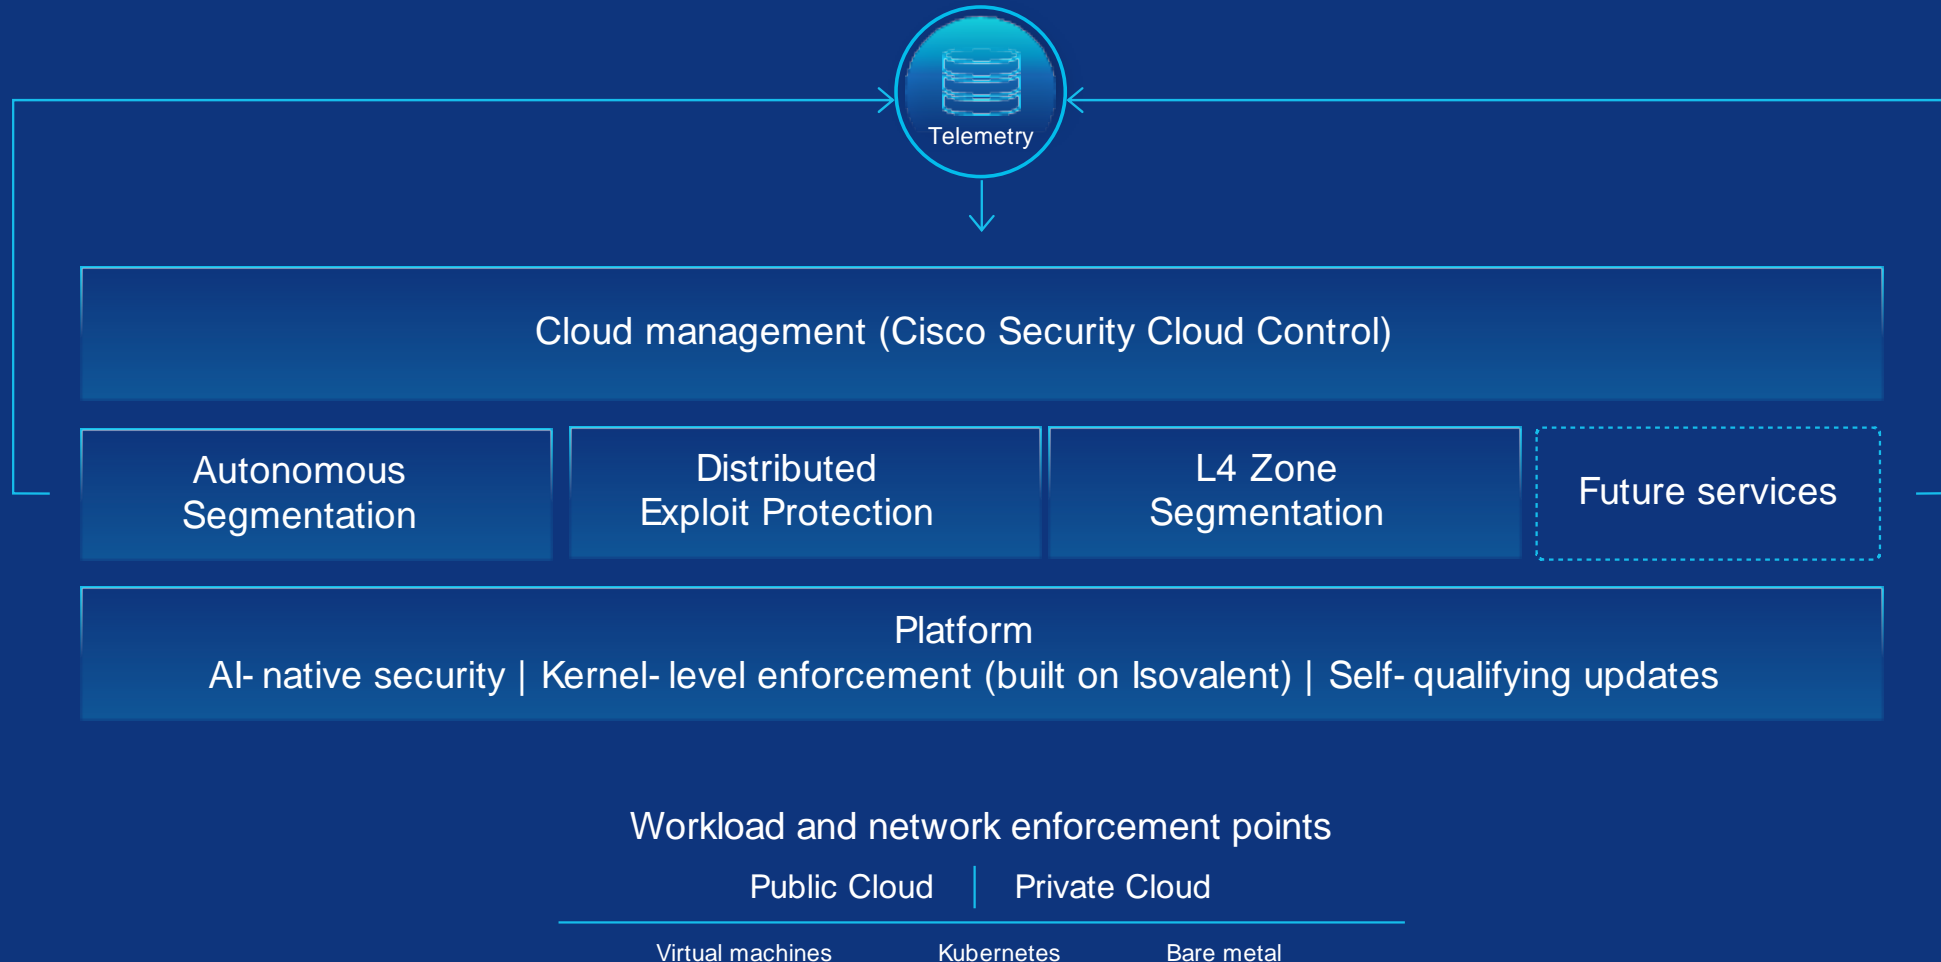 Telemetry
Cloud management (Cisco Security Cloud Control)
Autonomous
Segmentation
Distributed
Exploit Protection
L4 Zone
Segmentation
Future services
Platform
AI-native security | Kernel-level enforcement (built on Isovalent) | Self-qualifying updates
Workload and network enforcement points
Public Cloud | Private Cloud
Virtual machines Kubernetes Bare metal